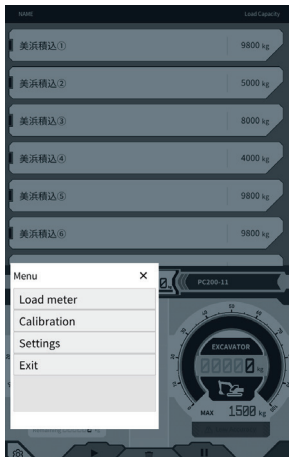 NAME Load Capacity
美浜積込① 9800 kg
美浜積込② 5000 kg
美浜積込③ 8000 kg
美浜積込④ 4000 kg
美浜積込⑤ 9800 kg
美浜積込⑥ 9800 kg
Menu ×
Load meter
Calibration
Settings
Exit
PC200-11
EXCAVATOR
00000 kg
MAX 1500 kg